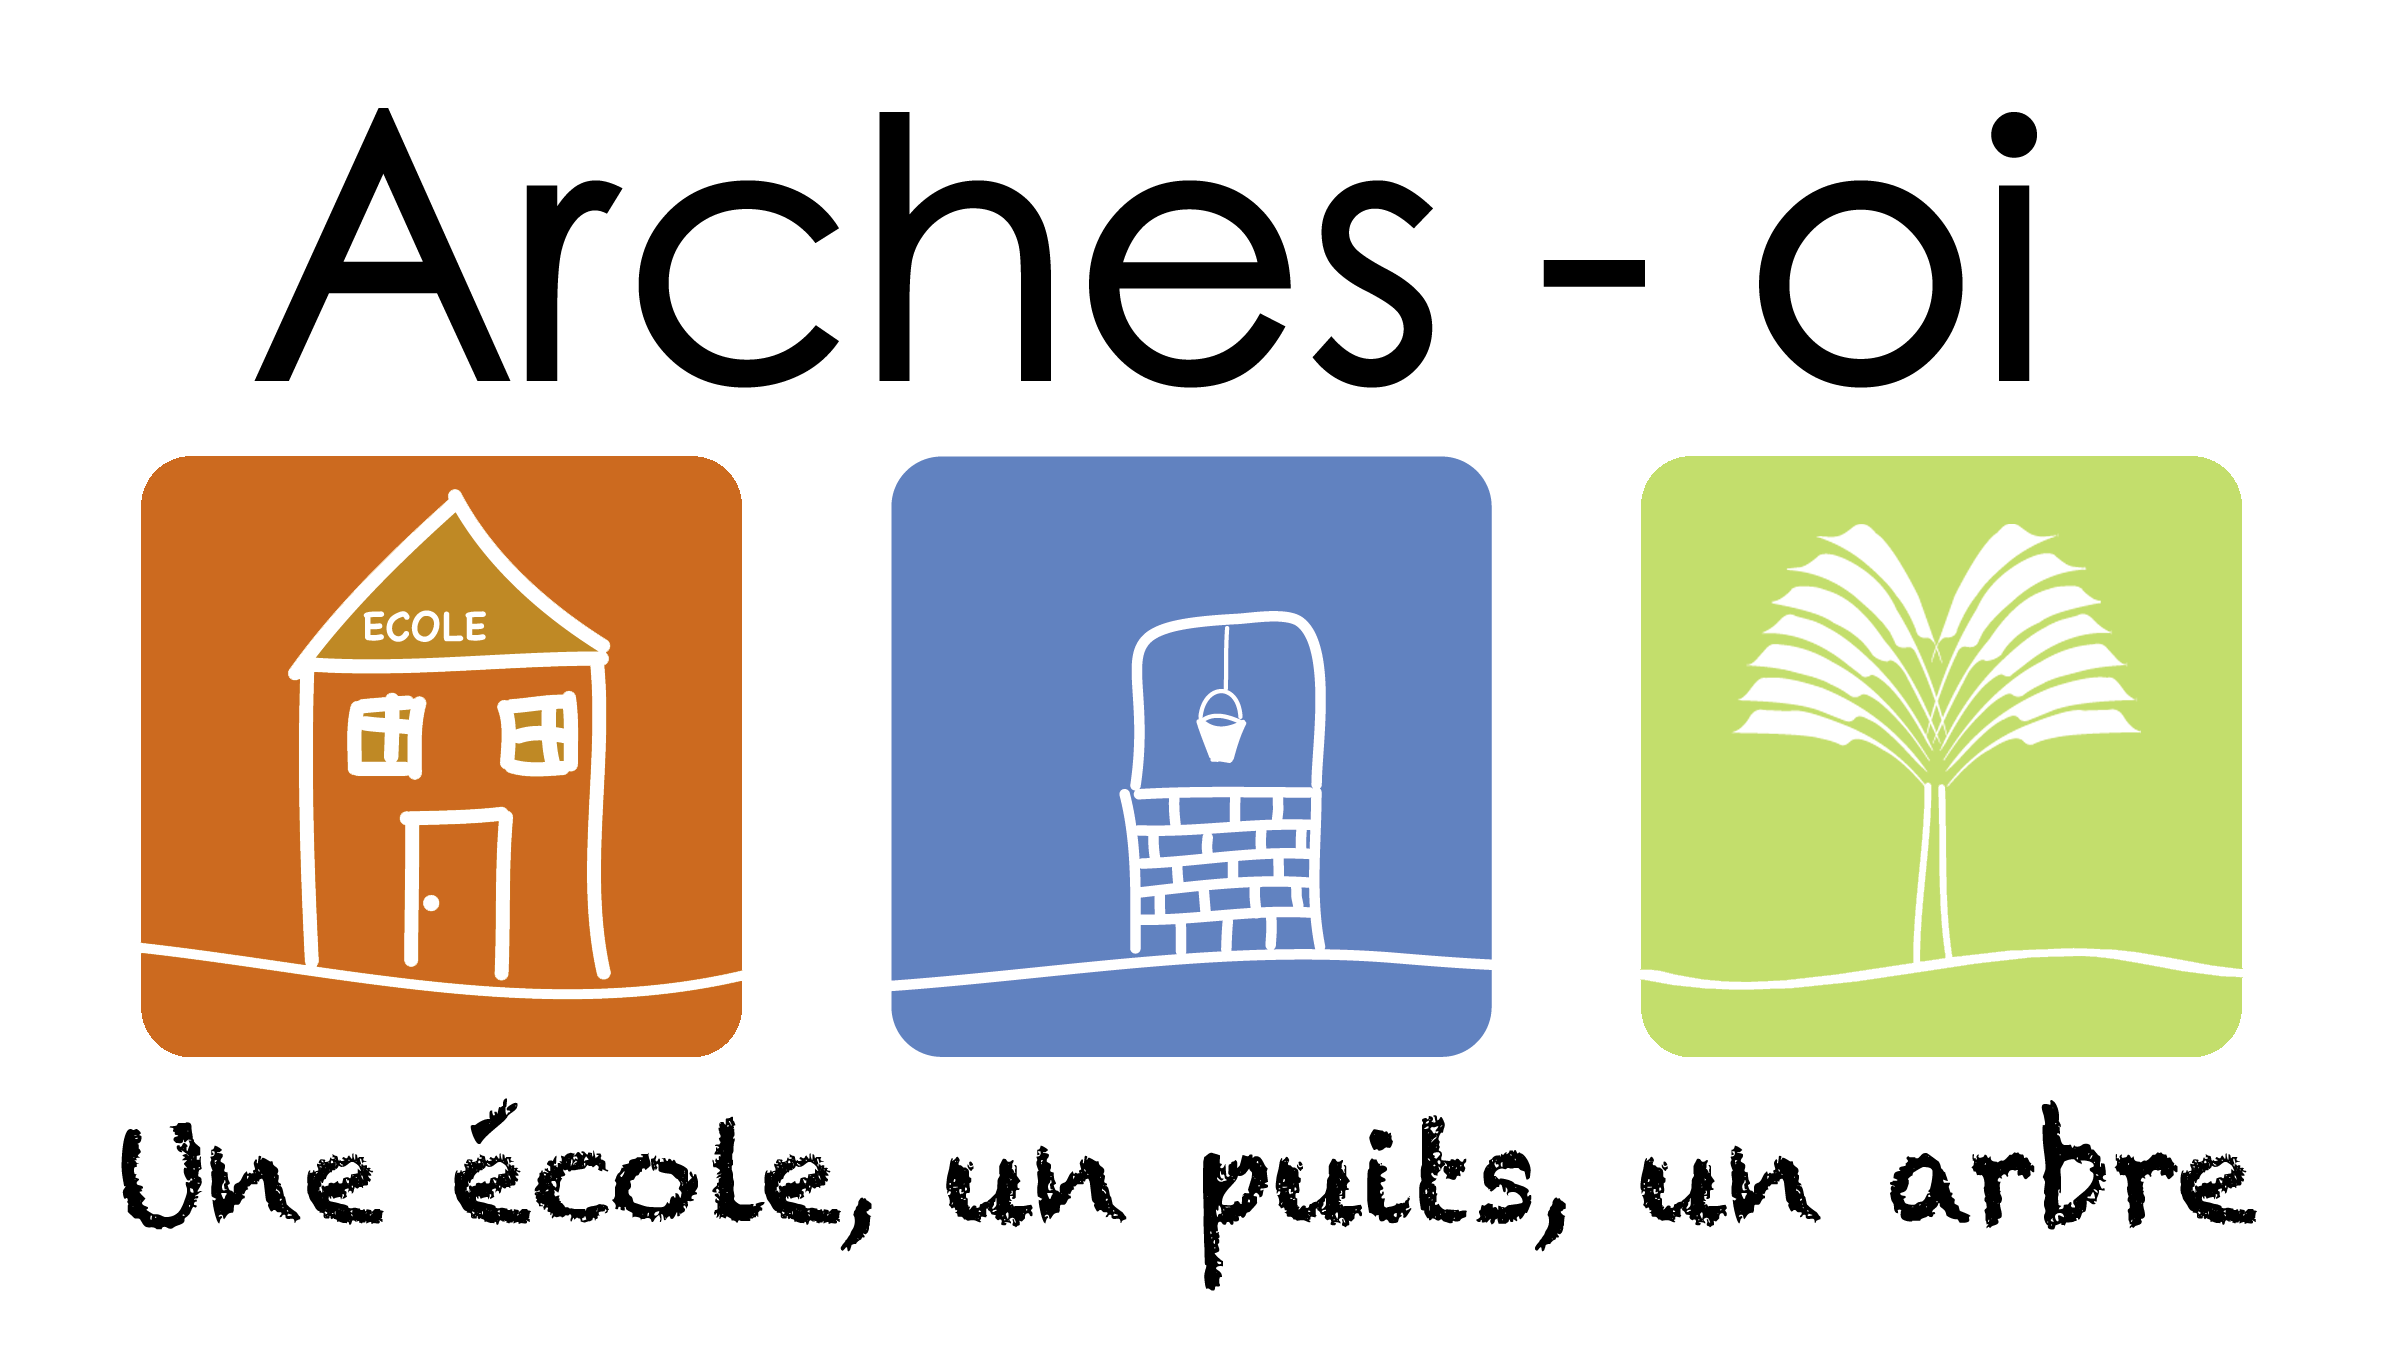 Arches - oi
ECOLE
Une école, un puits, un arbre